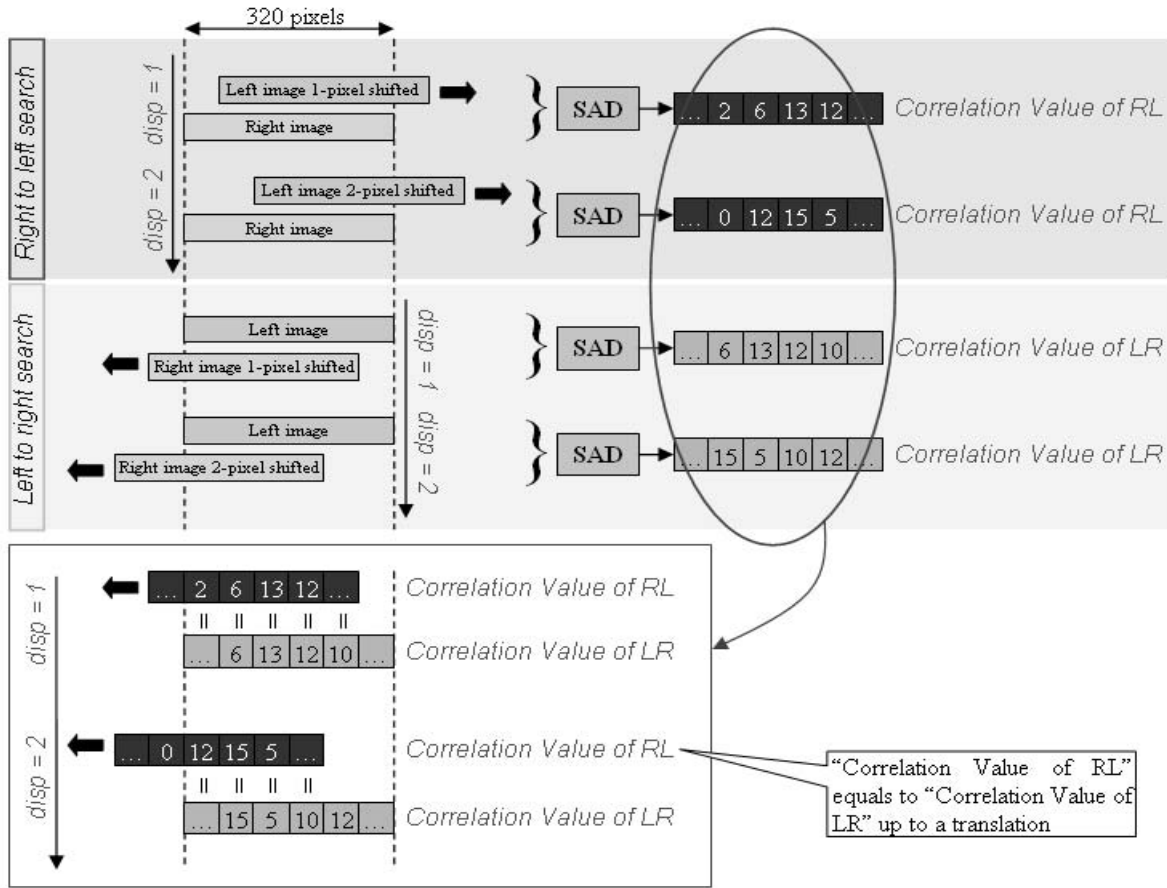 320 pixels
Right to left search
disp = 1
disp = 2
Left image 1-pixel shifted
Right image
SAD
... 2 6 13 12 ...
Correlation Value of RL
Left image 2-pixel shifted
Right image
SAD
... 0 12 15 5 ...
Correlation Value of RL
Left to right search
disp = 1
disp = 2
Left image
Right image 1-pixel shifted
SAD
... 6 13 12 10 ...
Correlation Value of LR
Left image
Right image 2-pixel shifted
SAD
... 15 5 10 12 ...
Correlation Value of LR
disp = 1
disp = 2
... 2 6 13 12 ...
Correlation Value of RL
= = = = =
... 6 13 12 10 ...
Correlation Value of LR
... 0 12 15 5 ...
Correlation Value of RL
= = = =
... 15 5 10 12 ...
Correlation Value of LR
“Correlation Value of RL”
equals to “Correlation Value of
LR” up to a translation